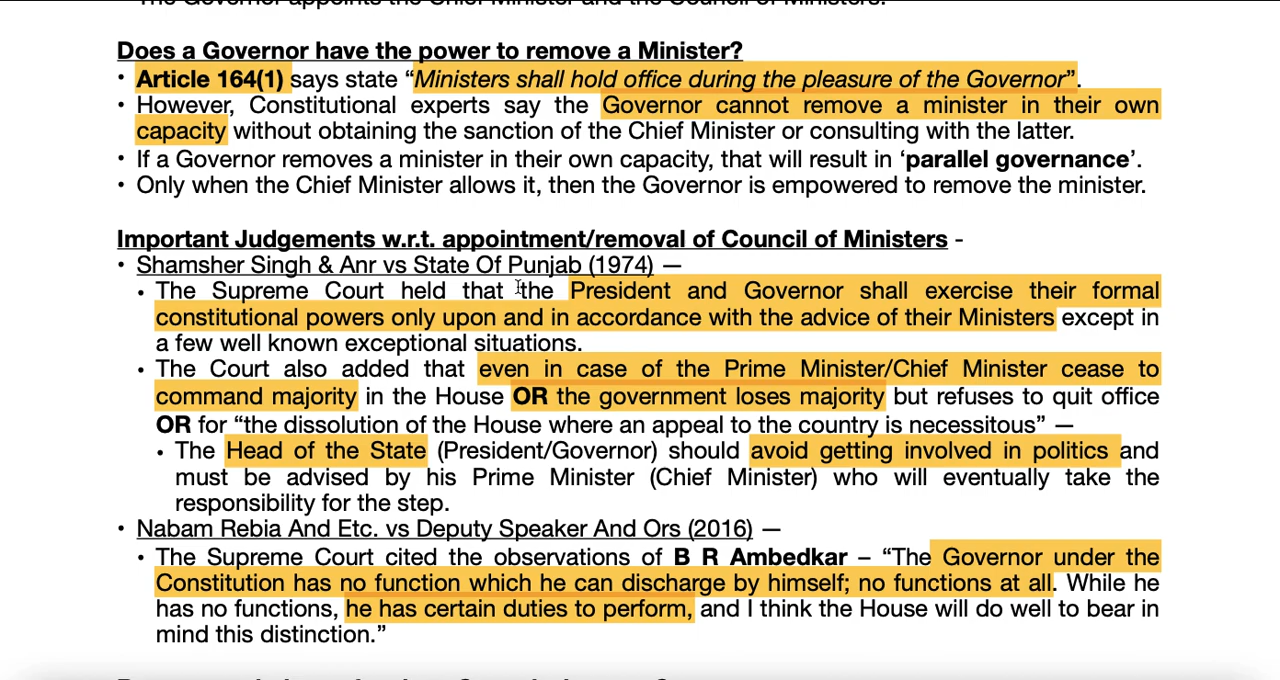 The Governor appoints the Chief Minister and the Council of Ministers.
Does a Governor have the power to remove a Minister?
• Article 164(1) says state “Ministers shall hold office during the pleasure of the Governor”.
• However, Constitutional experts say the Governor cannot remove a minister in their own
capacity without obtaining the sanction of the Chief Minister or consulting with the latter.
• If a Governor removes a minister in their own capacity, that will result in ‘parallel governance’.
• Only when the Chief Minister allows it, then the Governor is empowered to remove the minister.
Important Judgements w.r.t. appointment/removal of Council of Ministers -
• Shamsher Singh & Anr vs State Of Punjab (1974) —
• The Supreme Court held that the President and Governor shall exercise their formal
constitutional powers only upon and in accordance with the advice of their Ministers except in
a few well known exceptional situations.
• The Court also added that even in case of the Prime Minister/Chief Minister cease to
command majority in the House OR the government loses majority but refuses to quit office
OR for “the dissolution of the House where an appeal to the country is necessitous” —
• The Head of the State (President/Governor) should avoid getting involved in politics and
must be advised by his Prime Minister (Chief Minister) who will eventually take the
responsibility for the step.
• Nabam Rebia And Etc. vs Deputy Speaker And Ors (2016) —
• The Supreme Court cited the observations of B R Ambedkar – “The Governor under the
Constitution has no function which he can discharge by himself; no functions at all. While he
has no functions, he has certain duties to perform, and I think the House will do well to bear in
mind this distinction.”